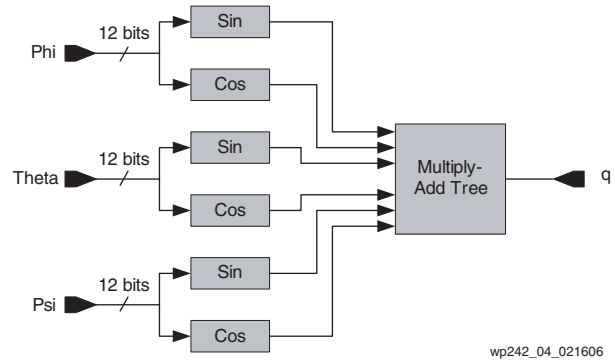 12 bits
Phi
Sin
Cos
12 bits
Theta
Sin
Cos
12 bits
Psi
Sin
Cos
Multiply-
Add Tree
q
wp242_04_021606